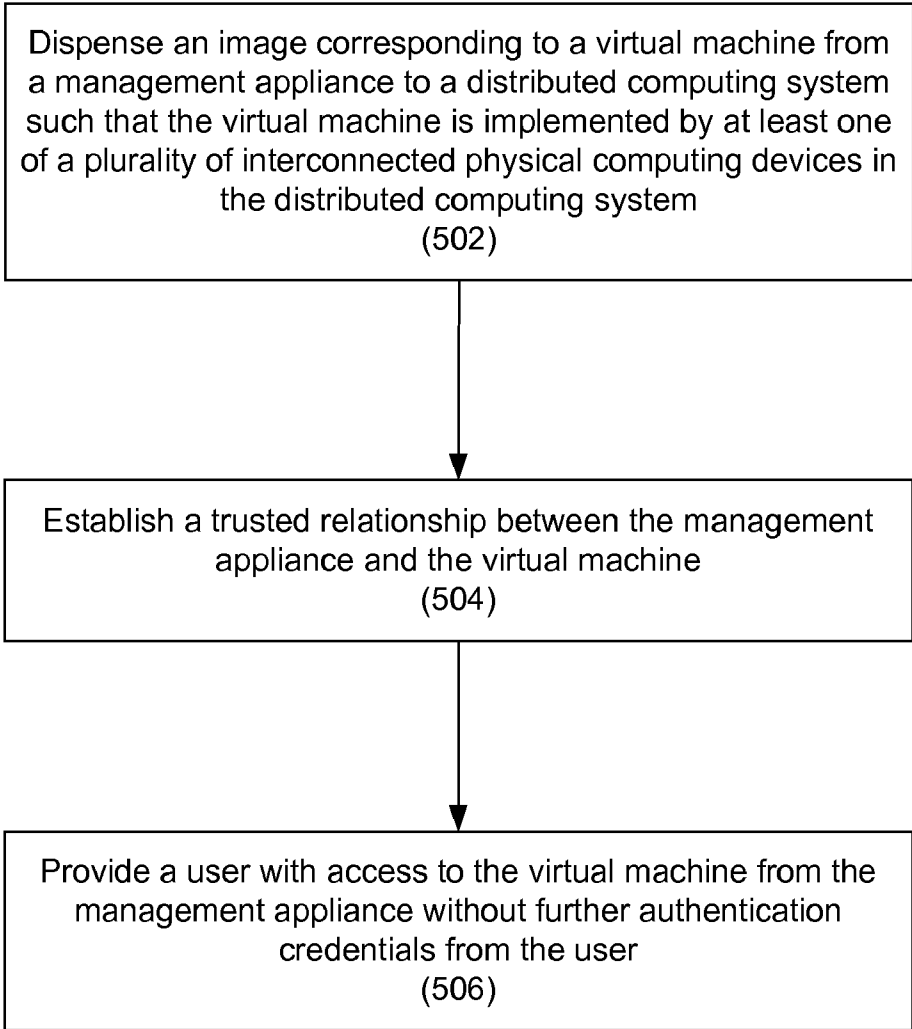 Dispense an image corresponding to a virtual machine from
a management appliance to a distributed computing system
such that the virtual machine is implemented by at least one
of a plurality of interconnected physical computing devices in
the distributed computing system
(502)
Establish a trusted relationship between the management
appliance and the virtual machine
(504)
Provide a user with access to the virtual machine from the
management appliance without further authentication
credentials from the user
(506)